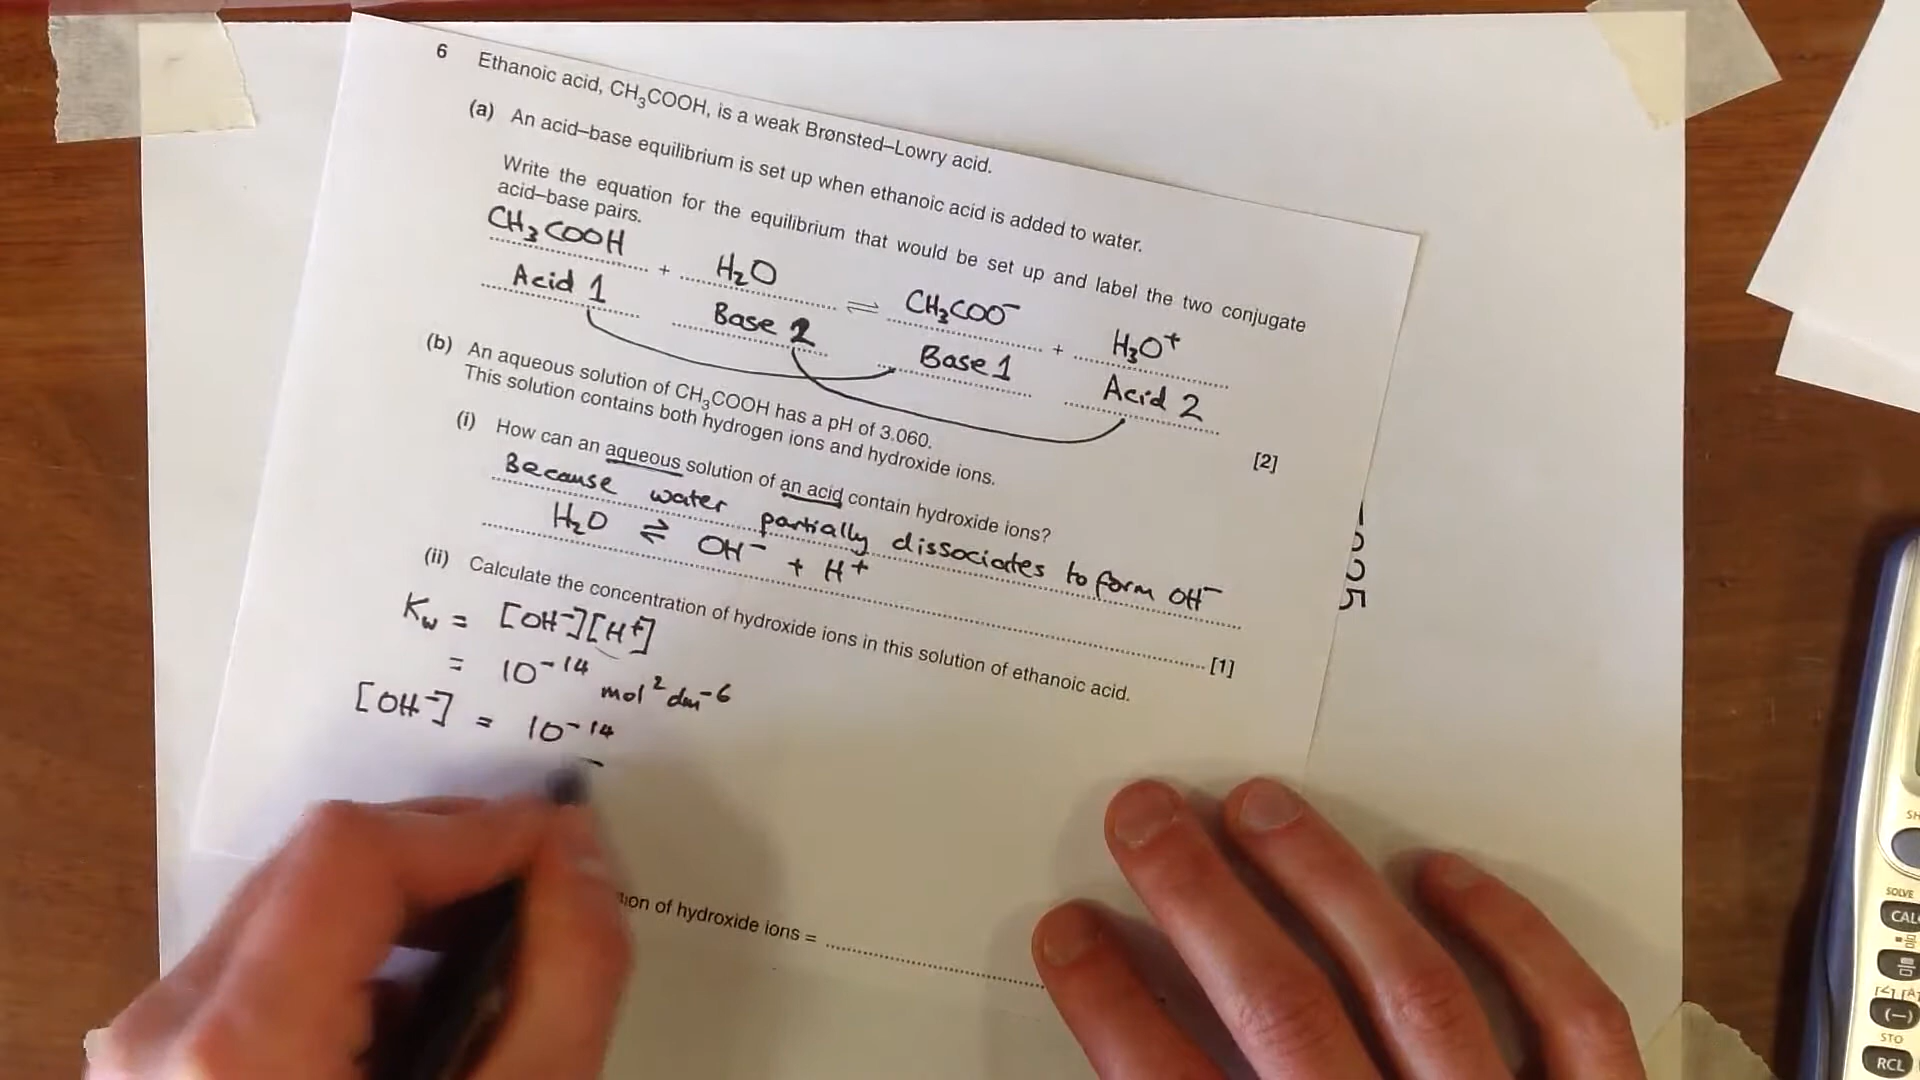 6 Ethanoic acid, CH₃COOH, is a weak Brønsted–Lowry acid.
(a) An acid–base equilibrium is set up when ethanoic acid is added to water.
Write the equation for the equilibrium that would be set up and label the two conjugate
acid–base pairs.
CH₃COOH + H₂O ⇌ CH₃COO⁻ + H₃O⁺
Acid 1 Base 2 Base 1 Acid 2
[2]
(b) An aqueous solution of CH₃COOH has a pH of 3.060.
This solution contains both hydrogen ions and hydroxide ions.
(i) How can an aqueous solution of an acid contain hydroxide ions?
Because water partially dissociates to form OH⁻
H₂O ⇌ OH⁻ + H⁺
[1]
(ii) Calculate the concentration of hydroxide ions in this solution of ethanoic acid.
Kw = [OH⁻][H⁺]
= 10⁻¹⁴ mol² dm⁻⁶
[OH⁻] = 10⁻¹⁴
of hydroxide ions =
SOLVE
STO
RCL
(−)